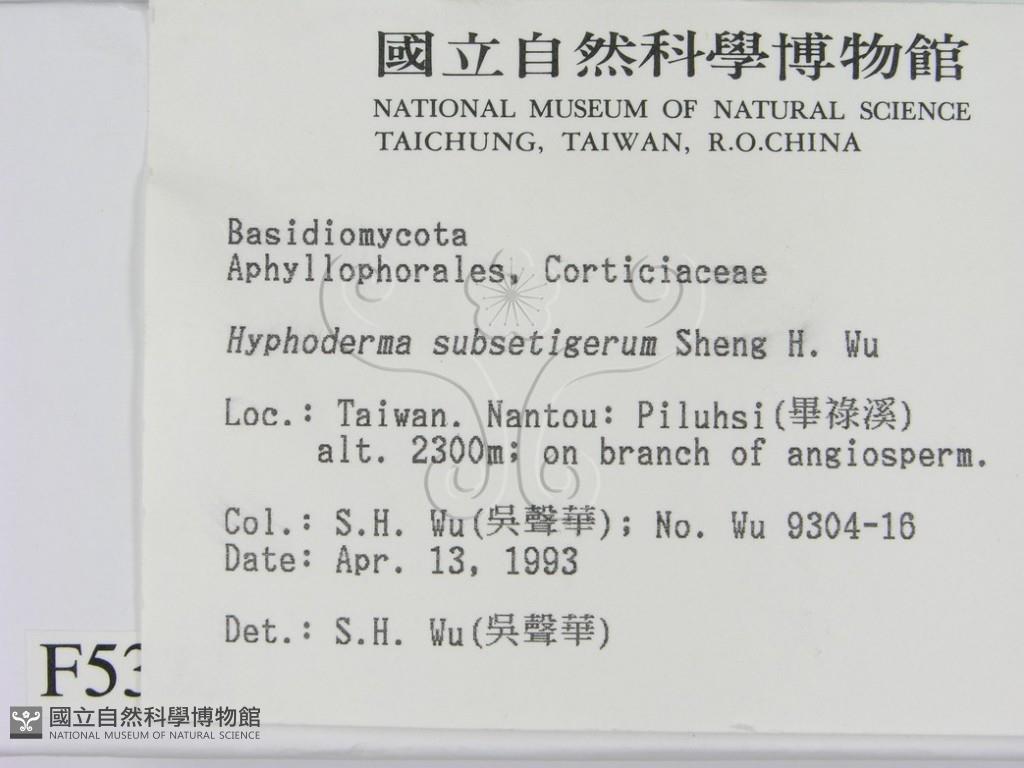 國立自然科學博物館
NATIONAL MUSEUM OF NATURAL SCIENCE
TAICHUNG, TAIWAN, R.O.CHINA
Basidiomycota
Aphyllophorales, Corticiaceae
Hyphoderma subsetigerum Sheng H. Wu
Loc.: Taiwan. Nantou: Piluhsi(畢祿溪)
alt. 2300m; on branch of angiosperm.
Col.: S.H. Wu(吳聲華); No. Wu 9304-16
Date: Apr. 13, 1993
Det.: S.H. Wu(吳聲華)
F53
國立自然科學博物館
NATIONAL MUSEUM OF NATURAL SCIENCE